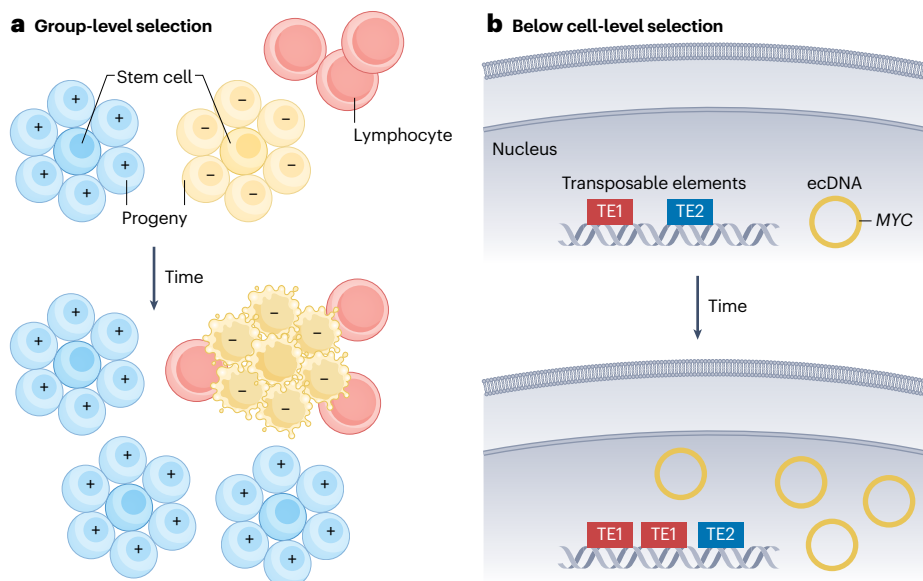 a Group-level selection
Stem cell
+
+
+
+
+
+
−
−
−
−
−
−
Lymphocyte
Progeny
Time
+
+
+
+
+
+
−
−
−
−
−
+
+
+
+
+
+
+
+
+
+
+
+
b Below cell-level selection
Nucleus
Transposable elements
ecDNA
TE1
TE2
MYC
Time
TE1
TE1
TE2